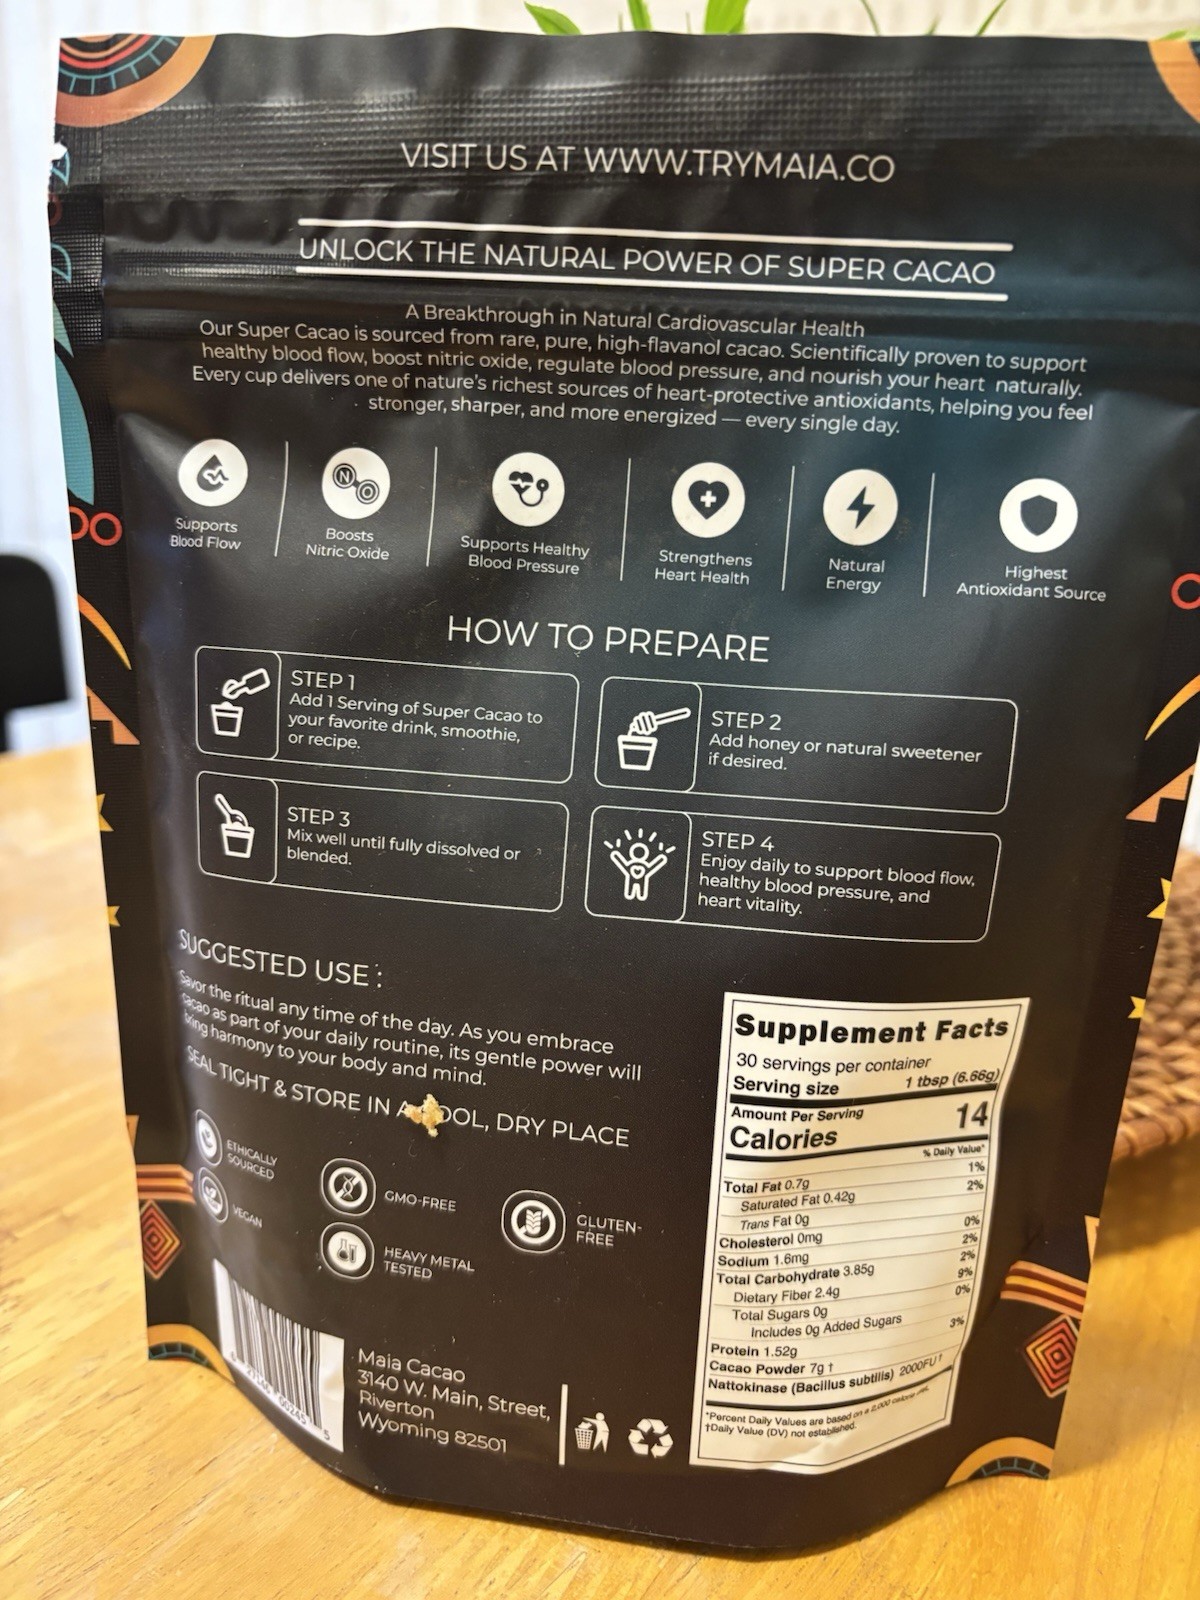 VISIT US AT WWW.TRYMAIA.CO
UNLOCK THE NATURAL POWER OF SUPER CACAO
A Breakthrough in Natural Cardiovascular Health
Our Super Cacao is sourced from rare, pure, high-flavanol cacao. Scientifically proven to support
healthy blood flow, boost nitric oxide, regulate blood pressure, and nourish your heart naturally.
Every cup delivers one of nature's richest sources of heart-protective antioxidants, helping you feel
stronger, sharper, and more energized — every single day.
Supports
Blood Flow
N O
Boosts
Nitric Oxide
Supports Healthy
Blood Pressure
Strengthens
Heart Health
Natural
Energy
Highest
Antioxidant Source
HOW TO PREPARE
STEP 1
Add 1 Serving of Super Cacao to
your favorite drink, smoothie,
or recipe.
STEP 2
Add honey or natural sweetener
if desired.
STEP 3
Mix well until fully dissolved or
blended.
STEP 4
Enjoy daily to support blood flow,
healthy blood pressure, and
heart vitality.
SUGGESTED USE :
Savor the ritual any time of the day. As you embrace
cacao as part of your daily routine, its gentle power will
bring harmony to your body and mind.
SEAL TIGHT & STORE IN A COOL, DRY PLACE
ETHICALLY
SOURCED
VEGAN
GMO-FREE
HEAVY METAL
TESTED
GLUTEN-
FREE
Maia Cacao
3140 W. Main, Street,
Riverton
Wyoming 82501
Supplement Facts
30 servings per container
Serving size 1 tbsp (6.66g)
Amount Per Serving
Calories 14
% Daily Value*
Total Fat 0.7g 1%
Saturated Fat 0.42g 2%
Trans Fat 0g
Cholesterol 0mg 0%
Sodium 1.6mg 2%
Total Carbohydrate 3.85g 2%
Dietary Fiber 2.4g 9%
Total Sugars 0g 0%
Includes 0g Added Sugars
Protein 1.52g 3%
Cacao Powder 7g †
Nattokinase (Bacillus subtilis) 2000FU †
*Percent Daily Values are based on a 2,000 calorie diet.
†Daily Value (DV) not established.